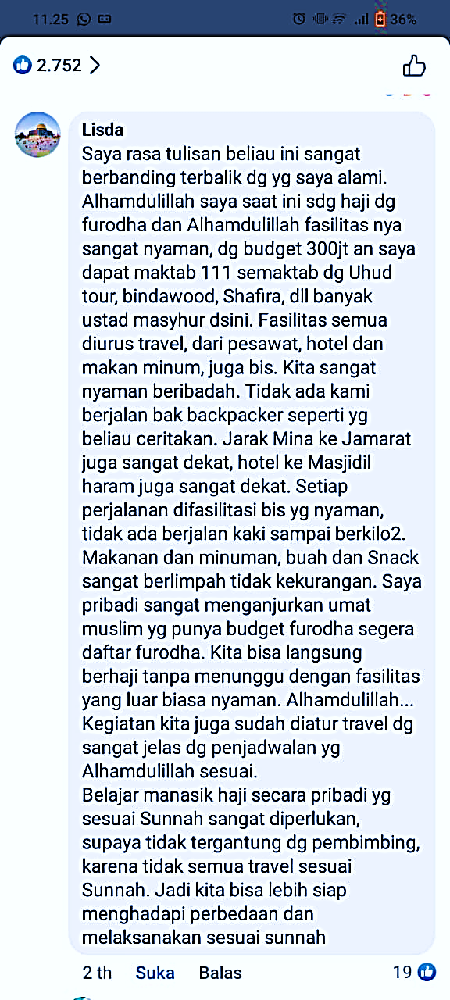 11.25
36%
2.752
Lisda
Saya rasa tulisan beliau ini sangat
berbanding terbalik dg yg saya alami.
Alhamdulillah saya saat ini sdg haji dg
furodha dan Alhamdulillah fasilitas nya
sangat nyaman, dg budget 300jt an saya
dapat maktab 111 semaktab dg Uhud
tour, bindawood, Shafira, dll banyak
ustad masyhur dsini. Fasilitas semua
diurus travel, dari pesawat, hotel dan
makan minum, juga bis. Kita sangat
nyaman beribadah. Tidak ada kami
berjalan bak backpacker seperti yg
beliau ceritakan. Jarak Mina ke Jamarat
juga sangat dekat, hotel ke Masjidil
haram juga sangat dekat. Setiap
perjalanan difasilitasi bis yg nyaman,
tidak ada berjalan kaki sampai berkilo2.
Makanan dan minuman, buah dan Snack
sangat berlimpah tidak kekurangan. Saya
pribadi sangat menganjurkan umat
muslim yg punya budget furodha segera
daftar furodha. Kita bisa langsung
berhaji tanpa menunggu dengan fasilitas
yang luar biasa nyaman. Alhamdulillah...
Kegiatan kita juga sudah diatur travel dg
sangat jelas dg penjadwalan yg
Alhamdulillah sesuai.
Belajar manasik haji secara pribadi yg
sesuai Sunnah sangat diperlukan,
supaya tidak tergantung dg pembimbing,
karena tidak semua travel sesuai
Sunnah. Jadi kita bisa lebih siap
menghadapi perbedaan dan
melaksanakan sesuai sunnah
2 th Suka Balas 19